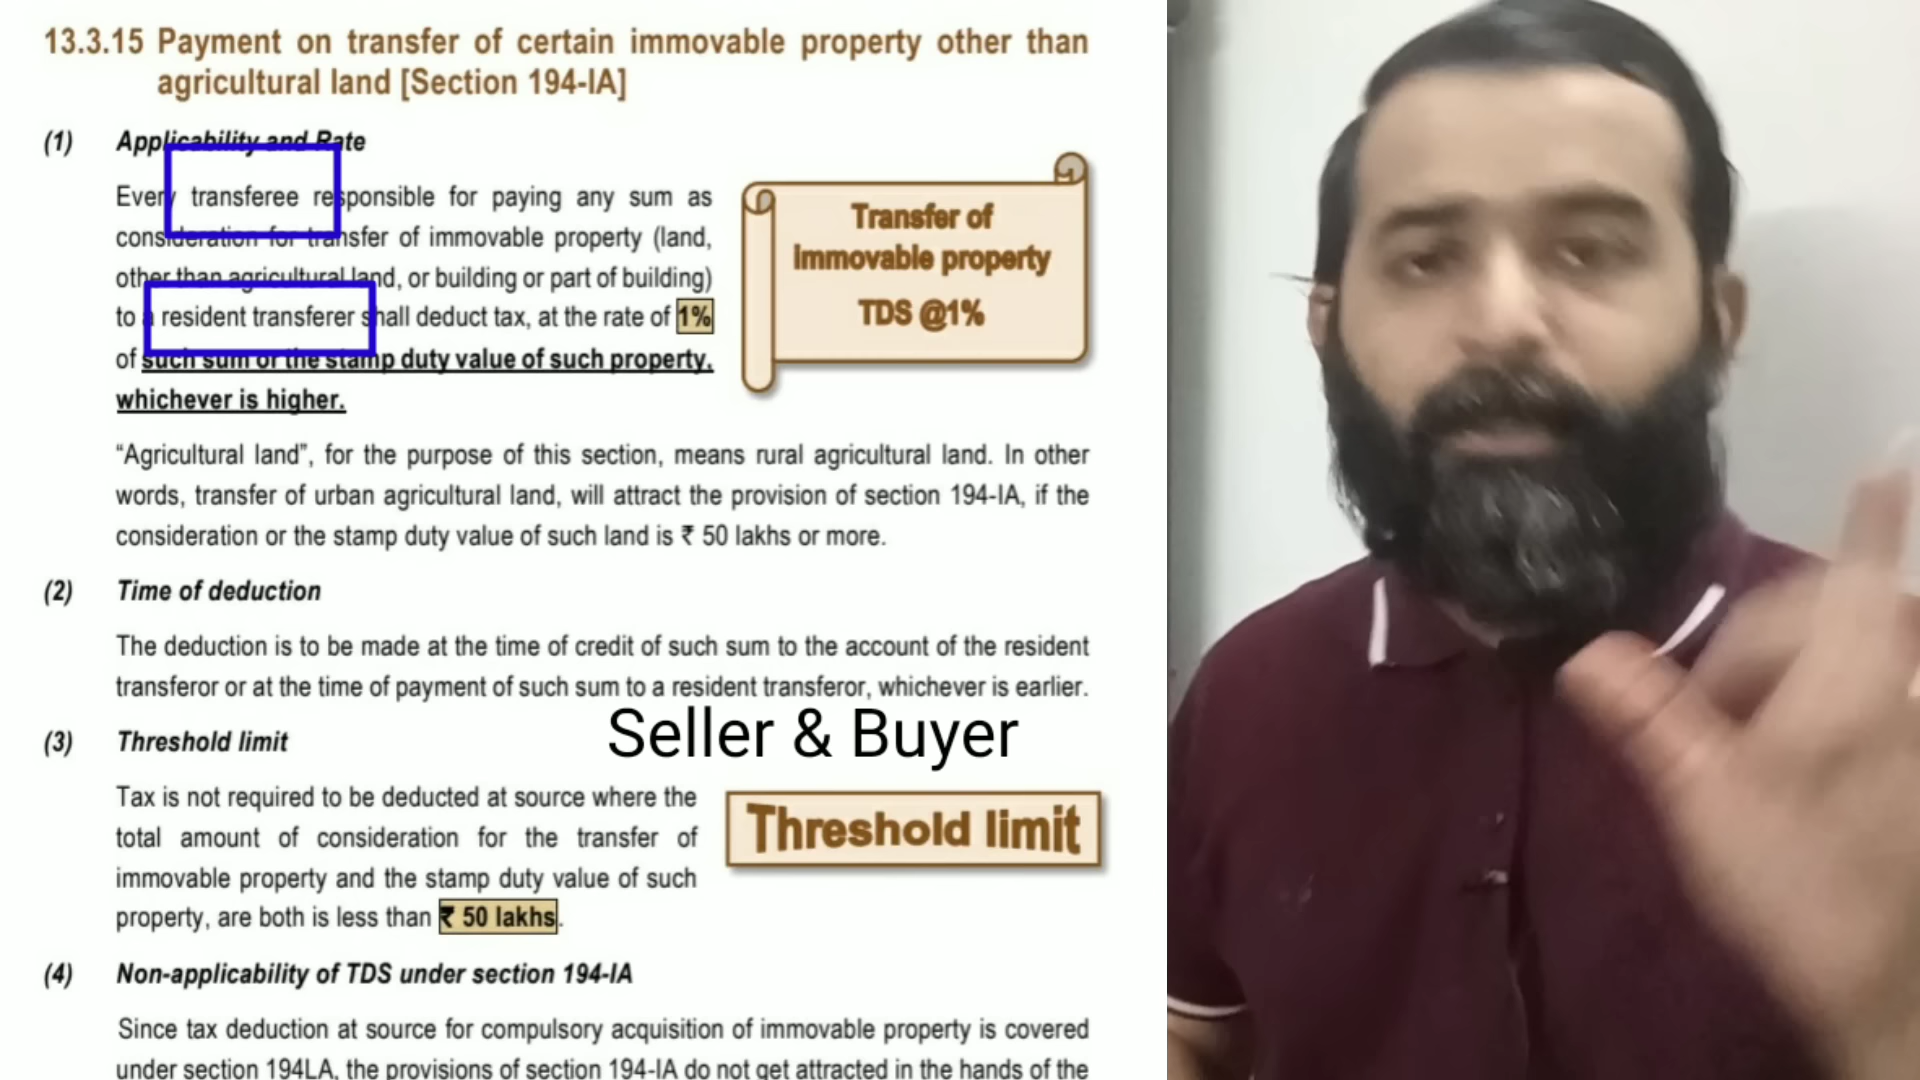 13.3.15 Payment on transfer of certain immovable property other than
agricultural land [Section 194-IA]
(1) Applicability and Rate
Every transferee responsible for paying any sum as
consideration for transfer of immovable property (land,
other than agricultural land, or building or part of building)
to a resident transferer shall deduct tax, at the rate of 1%
of such sum or the stamp duty value of such property,
whichever is higher.
Transfer of
Immovable property
TDS @1%
“Agricultural land”, for the purpose of this section, means rural agricultural land. In other
words, transfer of urban agricultural land, will attract the provision of section 194-IA, if the
consideration or the stamp duty value of such land is ₹ 50 lakhs or more.
(2) Time of deduction
The deduction is to be made at the time of credit of such sum to the account of the resident
transferor or at the time of payment of such sum to a resident transferor, whichever is earlier.
Seller & Buyer
(3) Threshold limit
Tax is not required to be deducted at source where the
total amount of consideration for the transfer of
immovable property and the stamp duty value of such
property, are both is less than ₹ 50 lakhs.
Threshold limit
(4) Non-applicability of TDS under section 194-IA
Since tax deduction at source for compulsory acquisition of immovable property is covered
under section 194LA, the provisions of section 194-IA do not get attracted in the hands of the